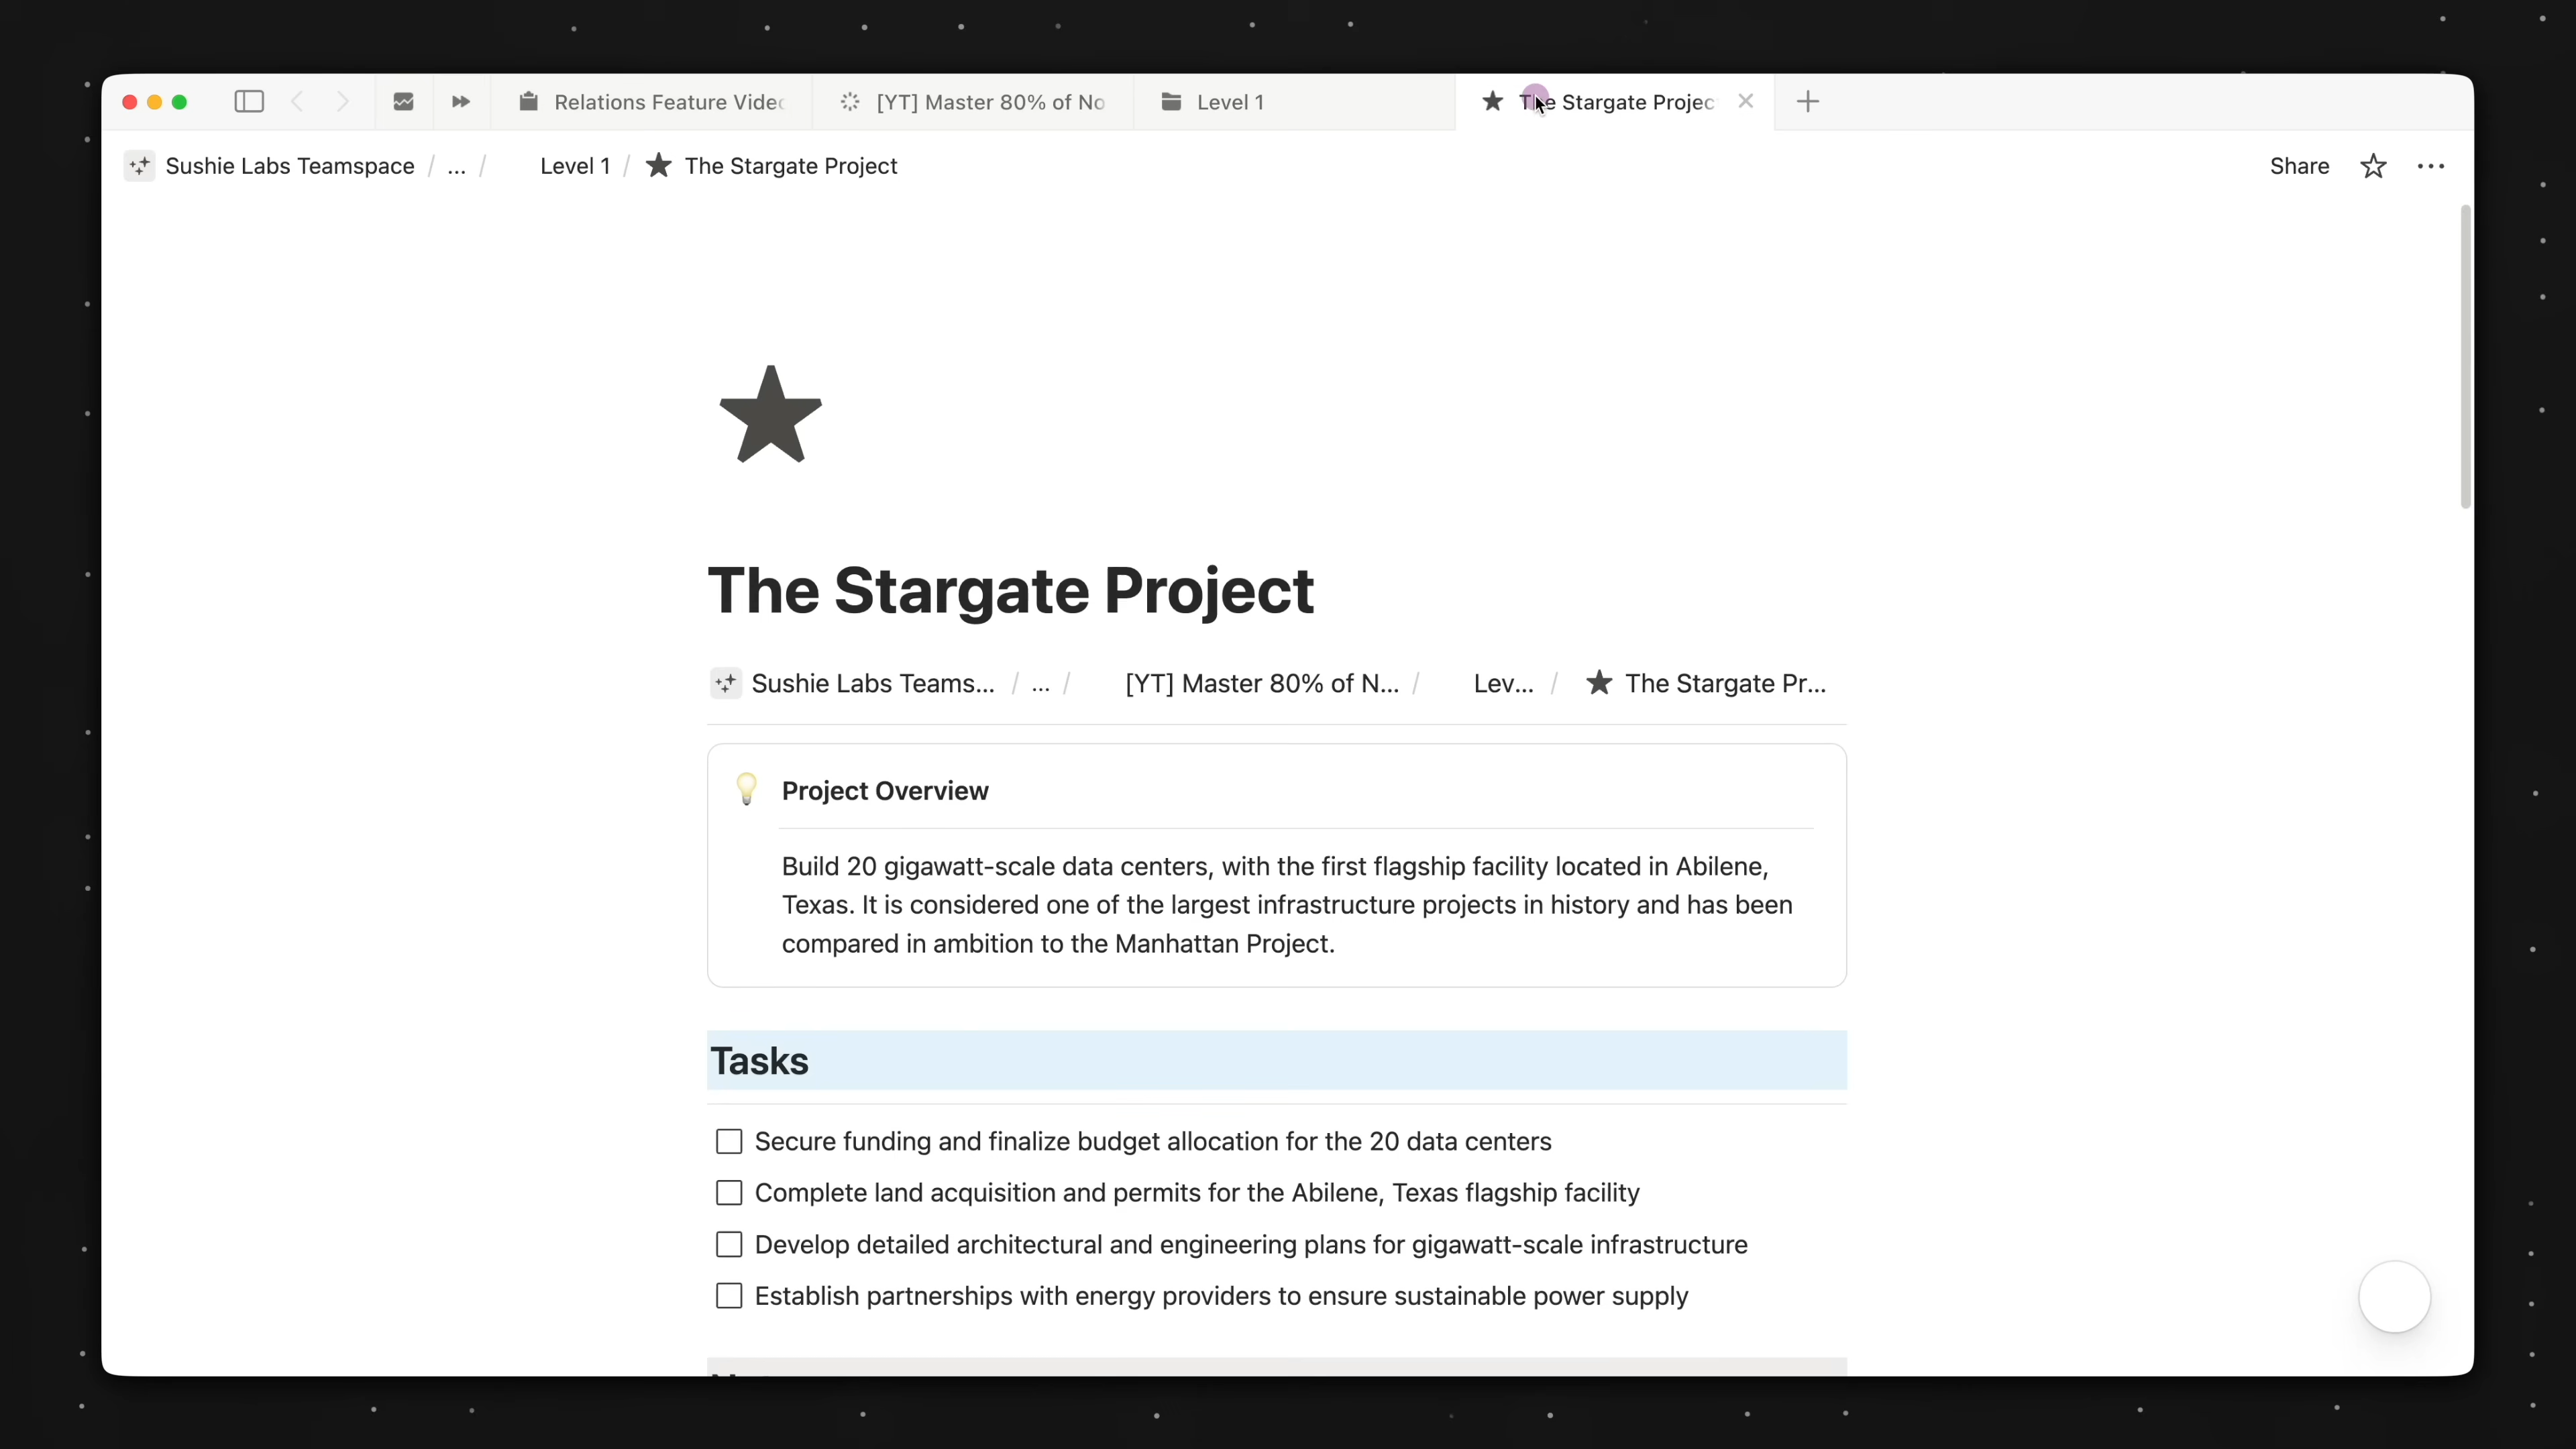 Relations Feature Video
[YT] Master 80% of No
Level 1
The Stargate Projec
Sushie Labs Teamspace / ... / Level 1 / The Stargate Project
Share
The Stargate Project
Sushie Labs Teams... / ... / [YT] Master 80% of N... / Lev... / The Stargate Pr...
Project Overview
Build 20 gigawatt-scale data centers, with the first flagship facility located in Abilene,
Texas. It is considered one of the largest infrastructure projects in history and has been
compared in ambition to the Manhattan Project.
Tasks
Secure funding and finalize budget allocation for the 20 data centers
Complete land acquisition and permits for the Abilene, Texas flagship facility
Develop detailed architectural and engineering plans for gigawatt-scale infrastructure
Establish partnerships with energy providers to ensure sustainable power supply